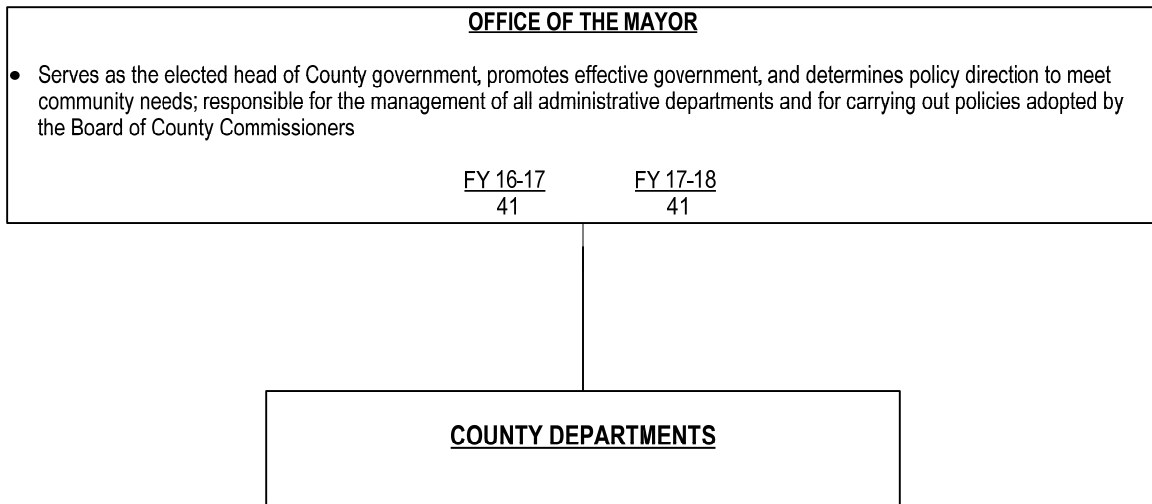 OFFICE OF THE MAYOR
• Serves as the elected head of County government, promotes effective government, and determines policy direction to meet
community needs; responsible for the management of all administrative departments and for carrying out policies adopted by
the Board of County Commissioners
FY 16-17 FY 17-18
41 41
COUNTY DEPARTMENTS